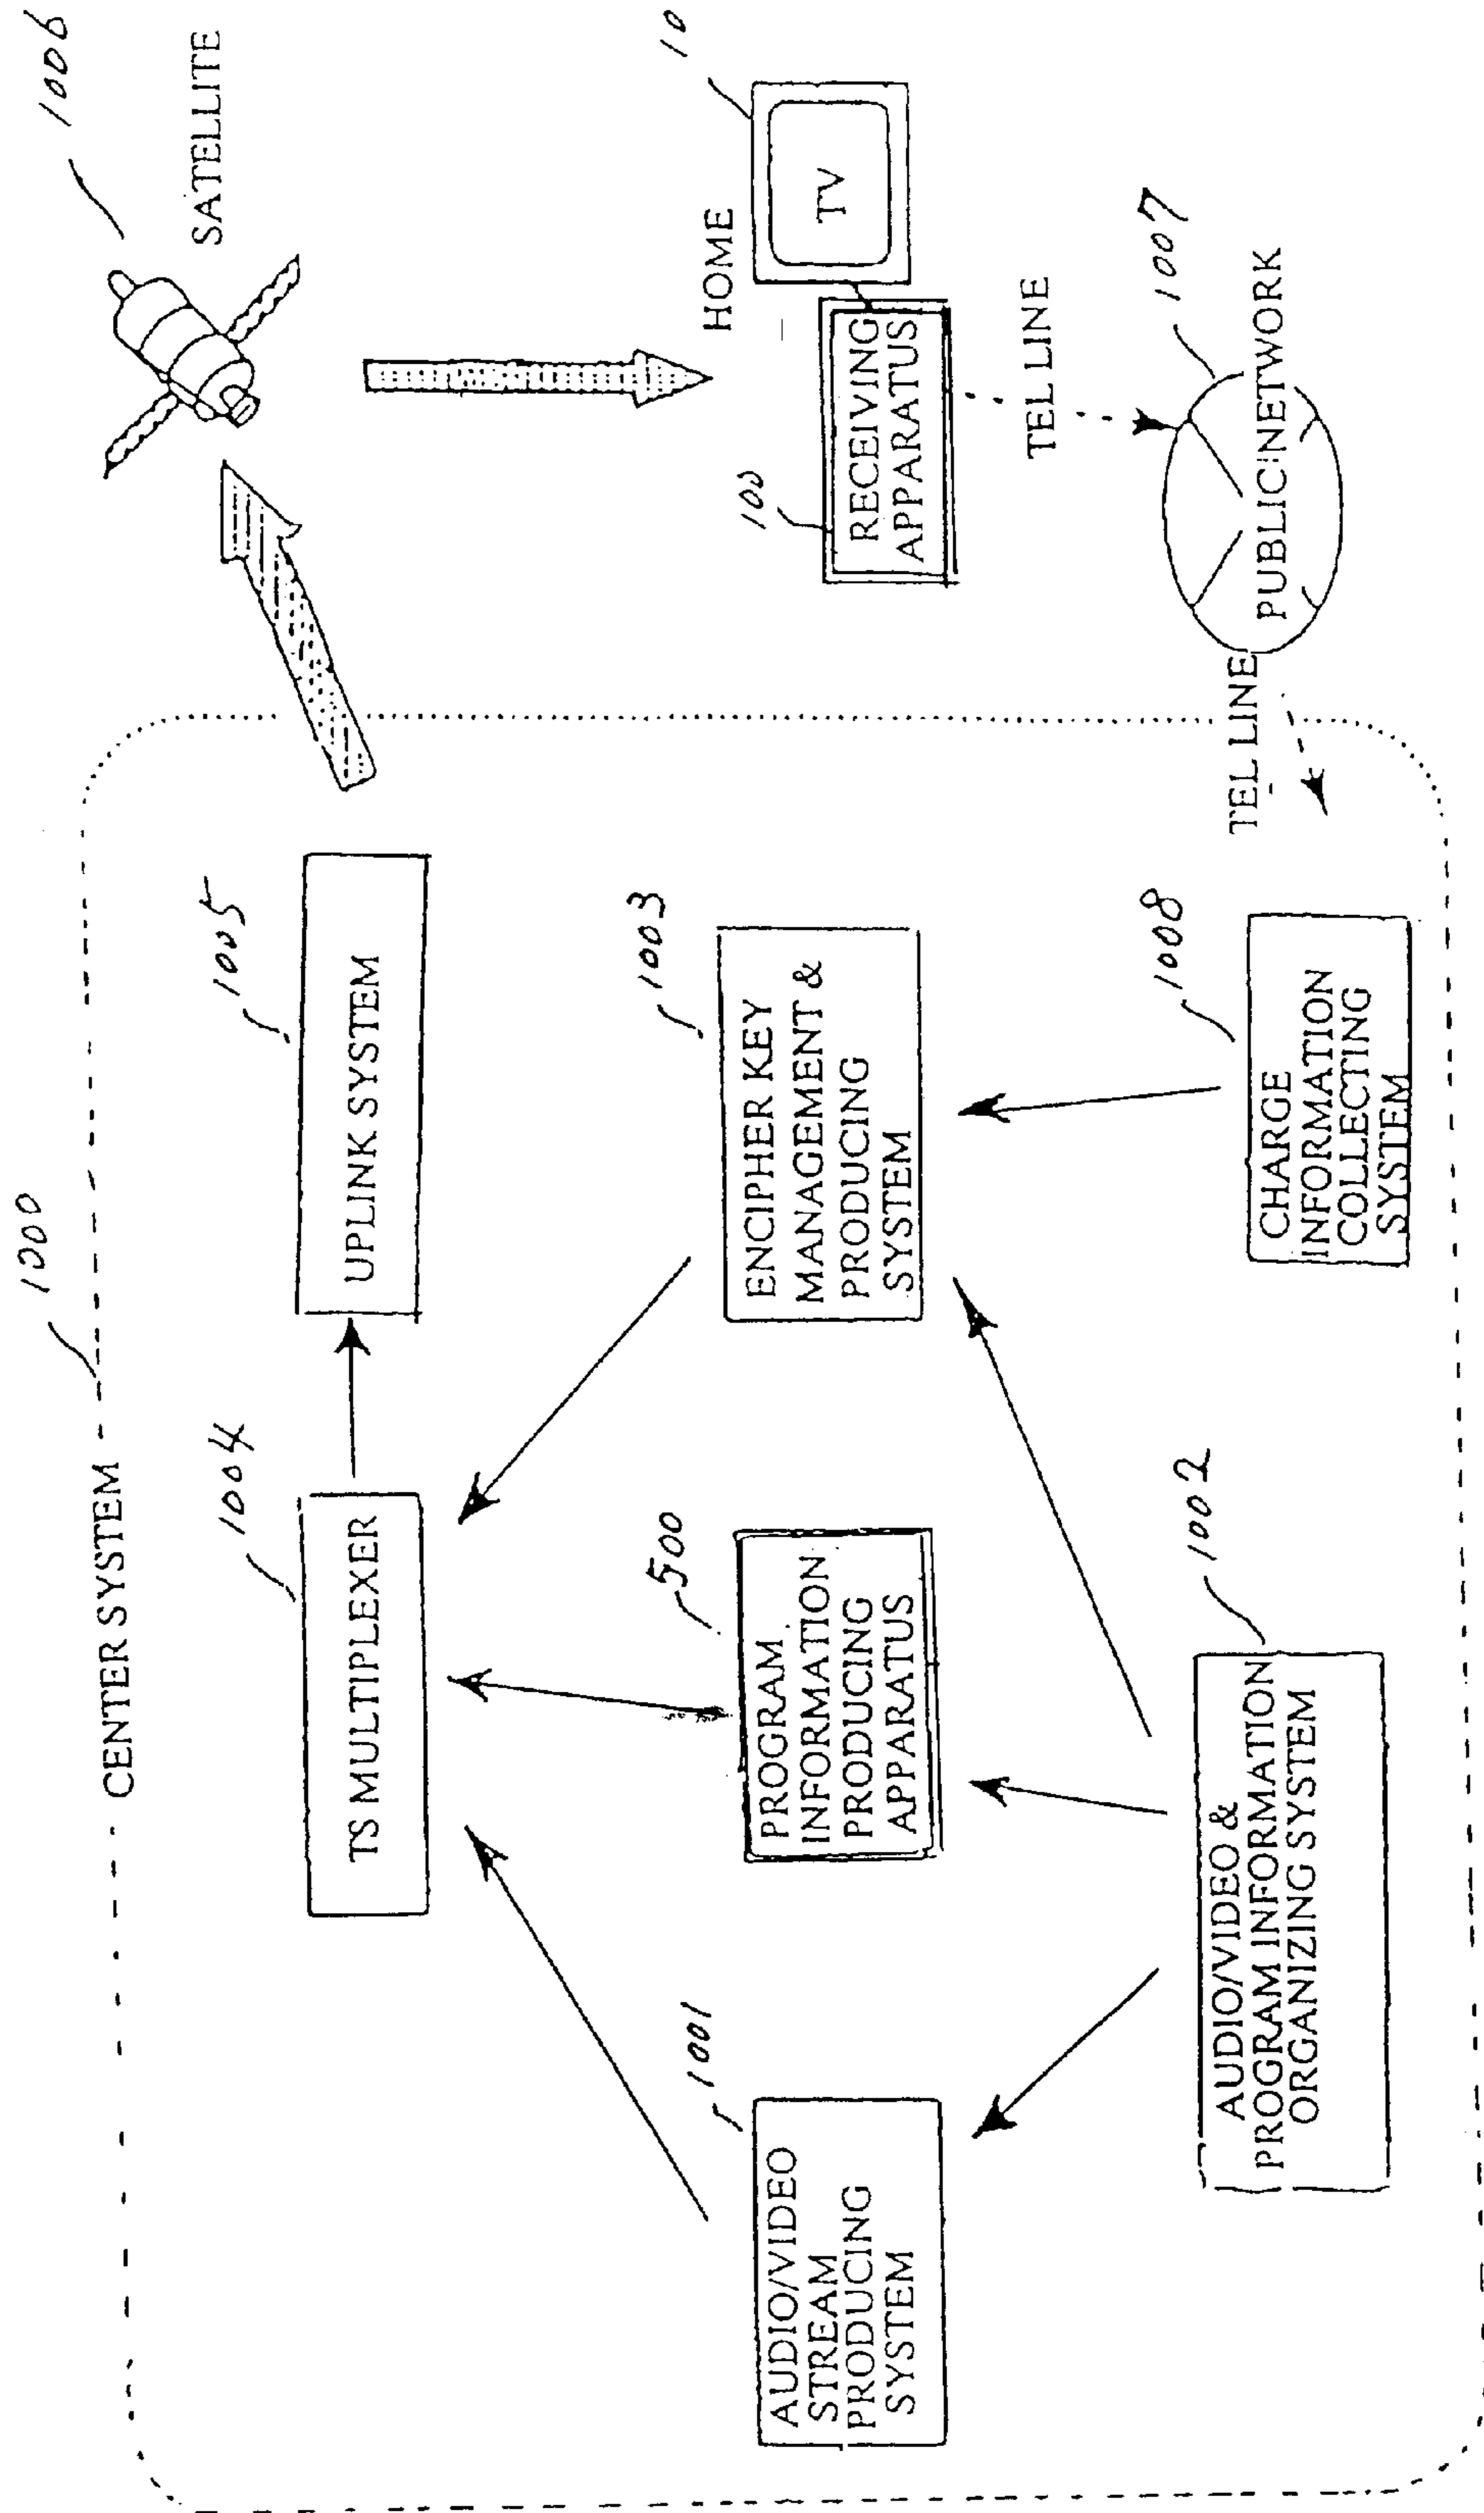 1000
CENTER SYSTEM
1004
TS MULTIPLEXER
1005
UPLINK SYSTEM
1006
SATELLITE
1001
AUDIO/VIDEO
STREAM
PRODUCING
SYSTEM
500
PROGRAM
INFORMATION
PRODUCING
APPARATUS
1003
ENCIPHER KEY
MANAGEMENT &
PRODUCING
SYSTEM
HOME
10
TV
100
RECEIVING
APPARATUS
TEL LINE
1002
AUDIO/VIDEO &
PROGRAM INFORMATION
ORGANIZING SYSTEM
1008
CHARGE
INFORMATION
COLLECTING
SYSTEM
TEL LINE
1007
PUBLIC NETWORK